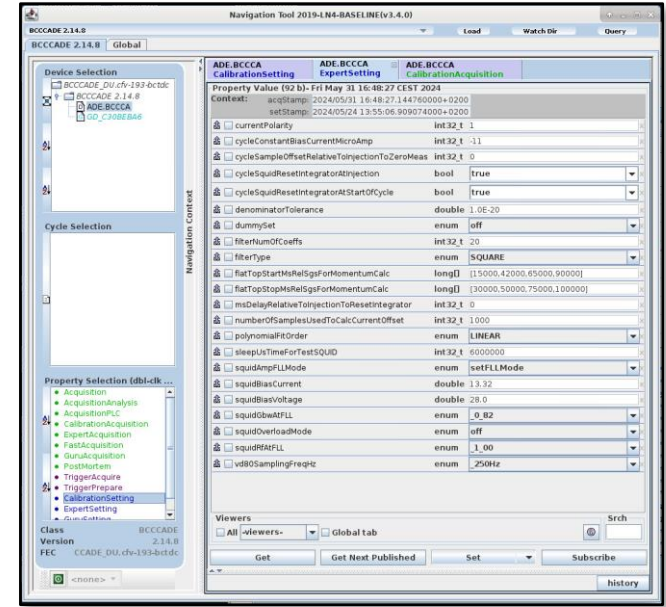 Navigation Tool 2019-LN4-BASELINE(v3.4.0)
BCCCADE 2.14.8
Load Watch Dir Query
BCCCADE 2.14.8 Global
Device Selection
BCCCADE_DU.cfv-193-bctdc
BCCCADE 2.14.8
ADE.BCCCA
GD_C30BEBA6
Cycle Selection
Property Selection (dbl-clk ...
Acquisition
AcquisitionAnalysis
AcquisitionPLC
CalibrationAcquisition
ExpertAcquisition
FastAcquisition
GuruAcquisition
PostMortem
TriggerAcquire
TriggerPrepare
CalibrationSetting
ExpertSetting
GuruSetting
Class BCCCADE
Version 2.14.8
FEC CCADE_DU.cfv-193-bctdc
<none>
Navigation Context
ADE.BCCCA CalibrationSetting
ADE.BCCCA ExpertSetting
ADE.BCCCA CalibrationAcquisition
Property Value (92 b)- Fri May 31 16:48:27 CEST 2024
Context: acqStamp: 2024/05/31 16:48:27.144760000+0200
setStamp: 2024/05/24 13:55:06.909074000+0200
currentPolarity int32_t 1
cycleConstantBiasCurrentMicroAmp int32_t -11
cycleSampleOffsetRelativeToInjectionToZeroMeas int32_t 0
cycleSquidResetIntegratorAtInjection bool true
cycleSquidResetIntegratorAtStartOfCycle bool true
denominatorTolerance double 1.0E-20
dummySet enum off
filterNumOfCoeffs int32_t 20
filterType enum SQUARE
flatTopStartMsRelSgsForMomentumCalc long[] [15000,42000,65000,90000]
flatTopStopMsRelSgsForMomentumCalc long[] [30000,50000,75000,100000]
msDelayRelativeToInjectionToResetIntegrator int32_t 0
numberOfSamplesUsedToCalcCurrentOffset int32_t 1000
polynomialFitOrder enum LINEAR
sleepUsTimeForTestSQUID int32_t 6000000
squidAmpFLLMode enum setFLLMode
squidBiasCurrent double 13.32
squidBiasVoltage double 28.0
squidGbwAtFLL enum _0_82
squidOverloadMode enum off
squidRfAtFLL enum _1_00
vd80SamplingFreqHz enum _250Hz
Viewers Srch
All -viewers- Global tab
Get Get Next Published Set Subscribe
history